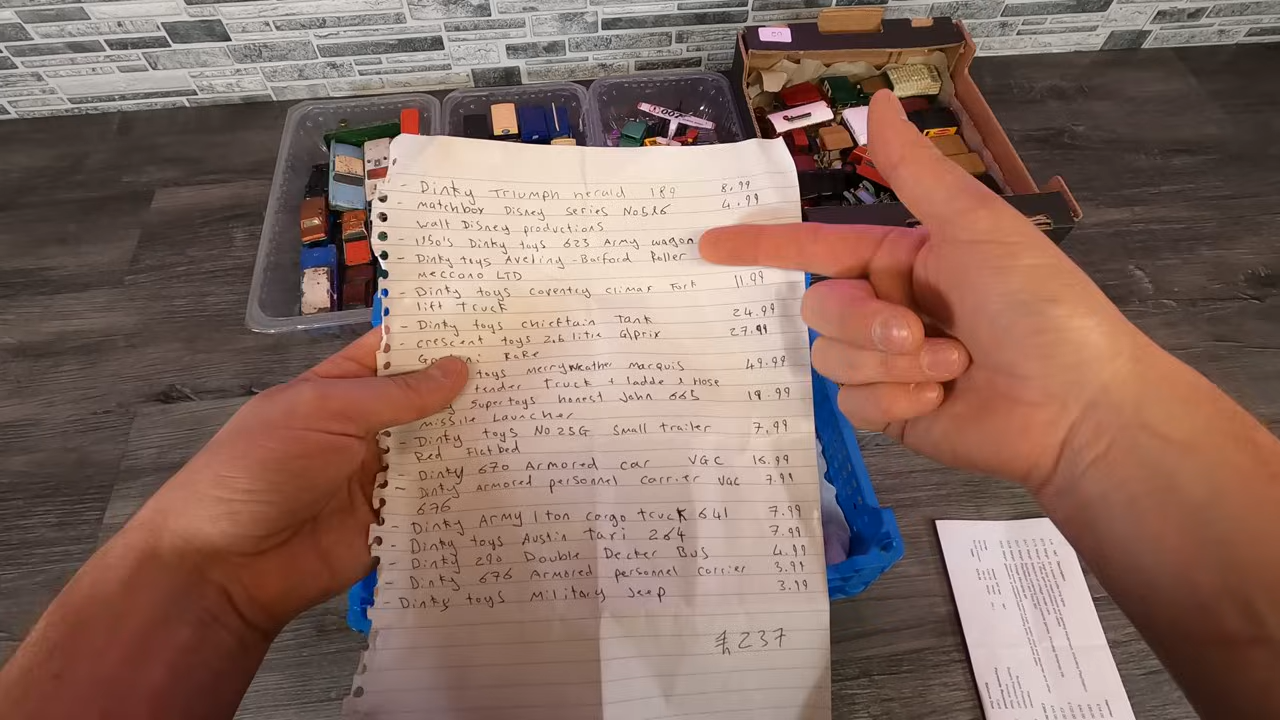 - Dinky Triumph herald 189 8.99
- matchbox Disney series No516 4.99
walt Disney productions
- 1950's Dinky toys 623 Army wagon
- Dinky toys Aveling-Barford Roller
meccano LTD
- Dinky toys coventry climax Fork 11.99
lift Truck
- Dinky toys chieftain Tank 24.99
- crescent toys 2.6 litre G/prix 27.99
RARE
toys merryweather marquis 49.99
tender Truck + ladder & Hose
supertoys honest John 665 19.99
missile Launcher
- Dinky toys No.25G small trailer 7.99
Red Flatbed
- Dinky 670 Armored car VGC 16.99
- Dinky armored personnel carrier VGC 7.99
676
- Dinky Army 1 ton cargo truck 641 7.99
- Dinky toys Austin taxi 264 7.99
- Dinky 290 Double Decker Bus 4.99
- Dinky 676 Armored personnel carrier 3.99
- Dinky toys military Jeep 3.99
£237
007